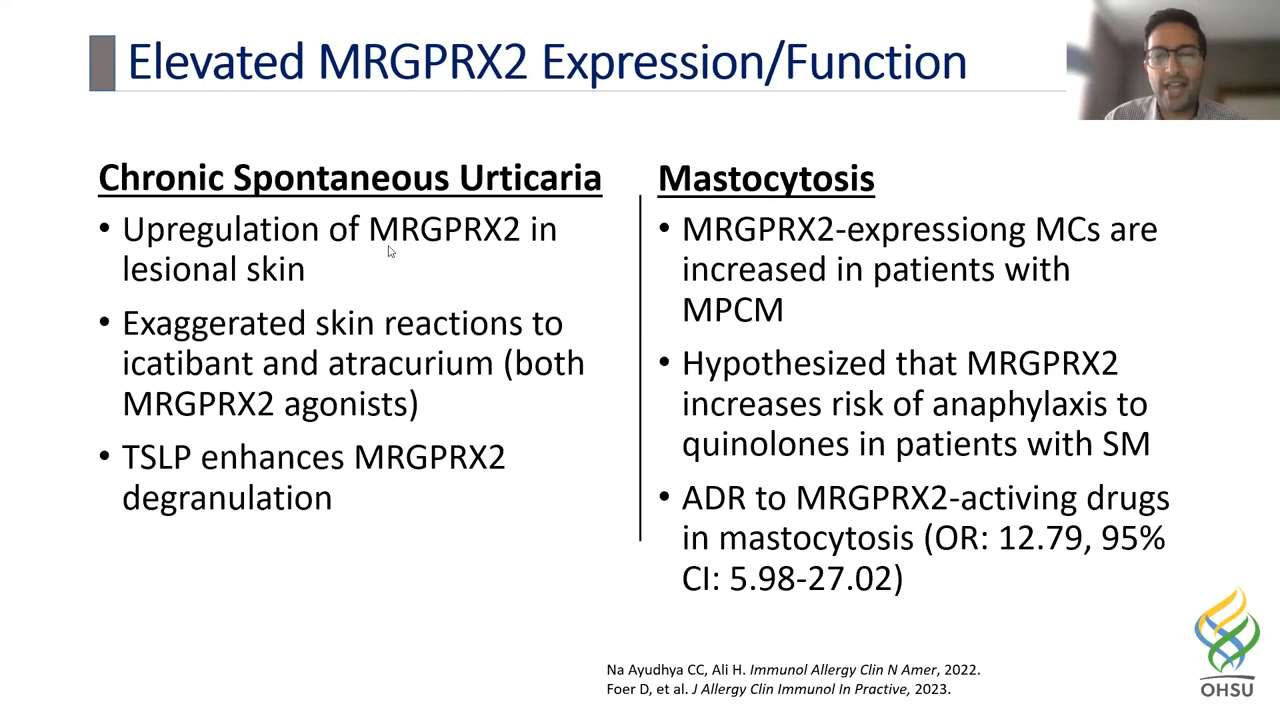 Elevated MRGPRX2 Expression/Function
Chronic Spontaneous Urticaria
• Upregulation of MRGPRX2 in
lesional skin
• Exaggerated skin reactions to
icatibant and atracurium (both
MRGPRX2 agonists)
• TSLP enhances MRGPRX2
degranulation
Mastocytosis
• MRGPRX2-expressiong MCs are
increased in patients with
MPCM
• Hypothesized that MRGPRX2
increases risk of anaphylaxis to
quinolones in patients with SM
• ADR to MRGPRX2-activing drugs
in mastocytosis (OR: 12.79, 95%
CI: 5.98-27.02)
Na Ayudhya CC, Ali H. Immunol Allergy Clin N Amer, 2022.
Foer D, et al. J Allergy Clin Immunol In Practive, 2023.
OHSU